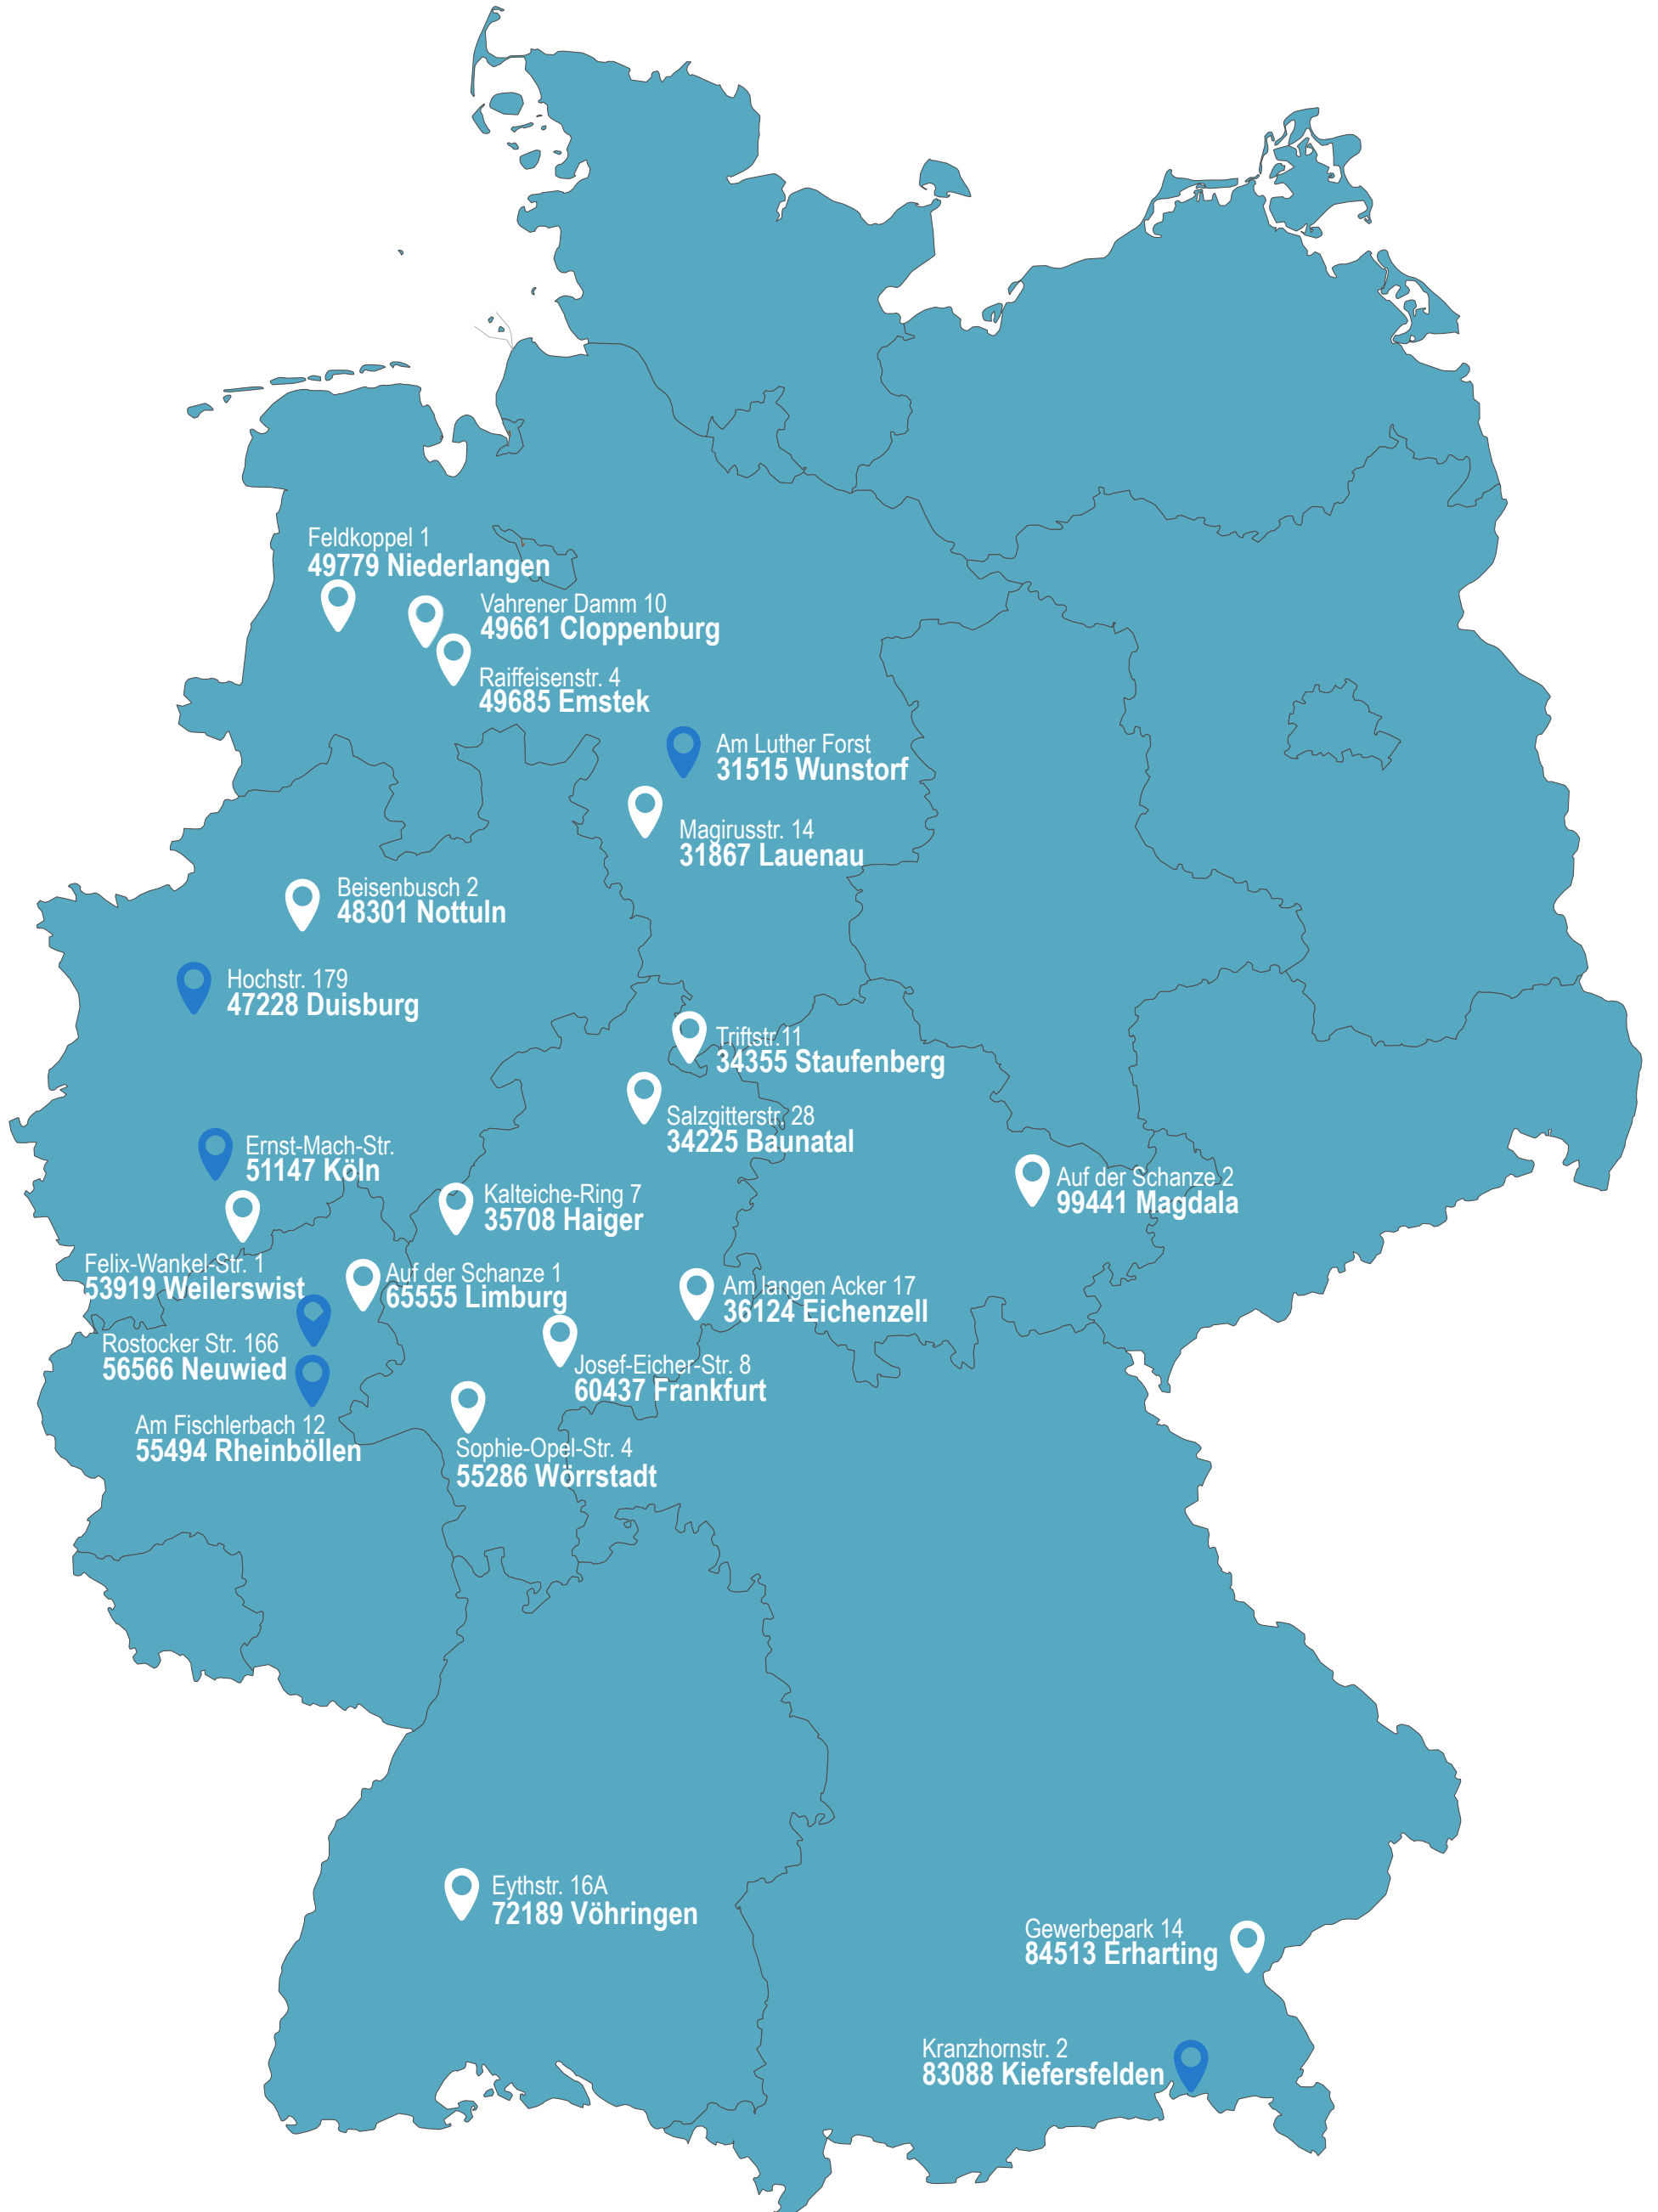 Feldkoppel 1
49779 Niederlangen
Vahrener Damm 10
49661 Cloppenburg
Raiffeisenstr. 4
49685 Emstek
Am Luther Forst
31515 Wunstorf
Magirusstr. 14
31867 Lauenau
Beisenbusch 2
48301 Nottuln
Hochstr. 179
47228 Duisburg
Triftstr.11
34355 Staufenberg
Salzgitterstr. 28
34225 Baunatal
Ernst-Mach-Str.
51147 Köln
Auf der Schanze 2
99441 Magdala
Kalteiche-Ring 7
35708 Haiger
Felix-Wankel-Str. 1
53919 Weilerswist
Auf der Schanze 1
65555 Limburg
Am langen Acker 17
36124 Eichenzell
Rostocker Str. 166
56566 Neuwied
Josef-Eicher-Str. 8
60437 Frankfurt
Am Fischlerbach 12
55494 Rheinböllen
Sophie-Opel-Str. 4
55286 Wörrstadt
Eythstr. 16A
72189 Vöhringen
Gewerbepark 14
84513 Erharting
Kranzhornstr. 2
83088 Kiefersfelden